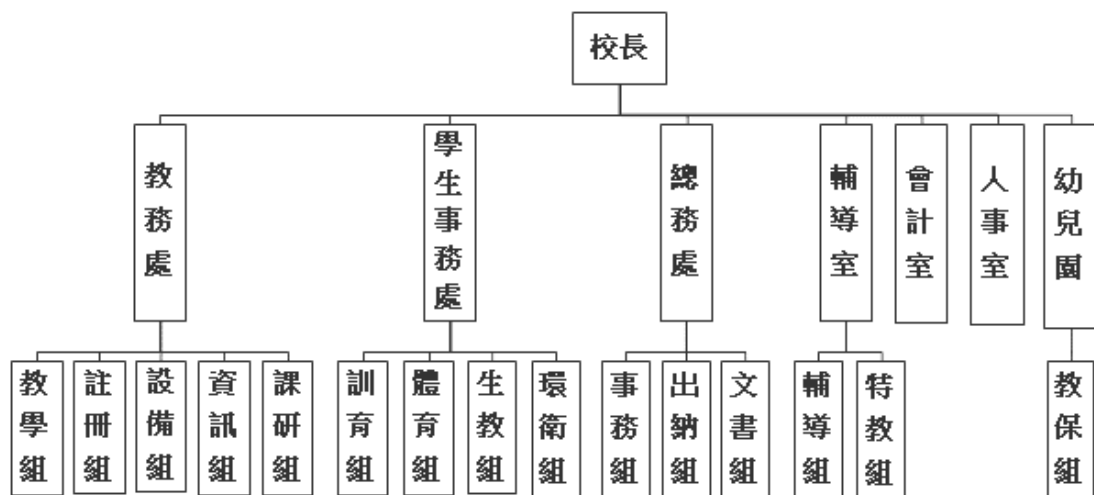 校長
教務處
學生事務處
總務處
輔導室
會計室
人事室
幼兒園
教學組
註冊組
設備組
資訊組
課研組
訓育組
體育組
生教組
環衛組
事務組
出納組
文書組
輔導組
特教組
教保組